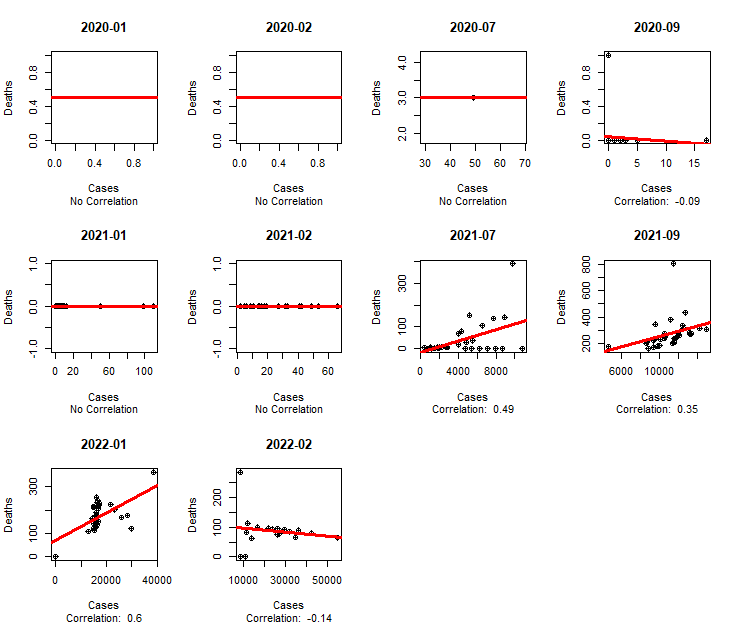 2020-01 2020-02 2020-07 2020-09
Deaths Deaths Deaths Deaths
0.0 0.4 0.8 0.0 0.4 0.8 2.0 3.0 4.0 0.0 0.4 0.8
0.0 0.4 0.8 0.0 0.4 0.8 30 40 50 60 70 0 5 10 15
Cases Cases Cases Cases
No Correlation No Correlation No Correlation Correlation: -0.09
2021-01 2021-02 2021-07 2021-09
Deaths Deaths Deaths Deaths
-1.0 0.0 1.0 -1.0 0.0 1.0 0 100 300 200 400 600 800
0 20 60 100 0 20 40 60 0 4000 8000 6000 10000
Cases Cases Cases Cases
No Correlation No Correlation Correlation: 0.49 Correlation: 0.35
2022-01 2022-02
Deaths Deaths
0 100 300 0 100 200
0 20000 40000 10000 30000 50000
Cases Cases
Correlation: 0.6 Correlation: -0.14